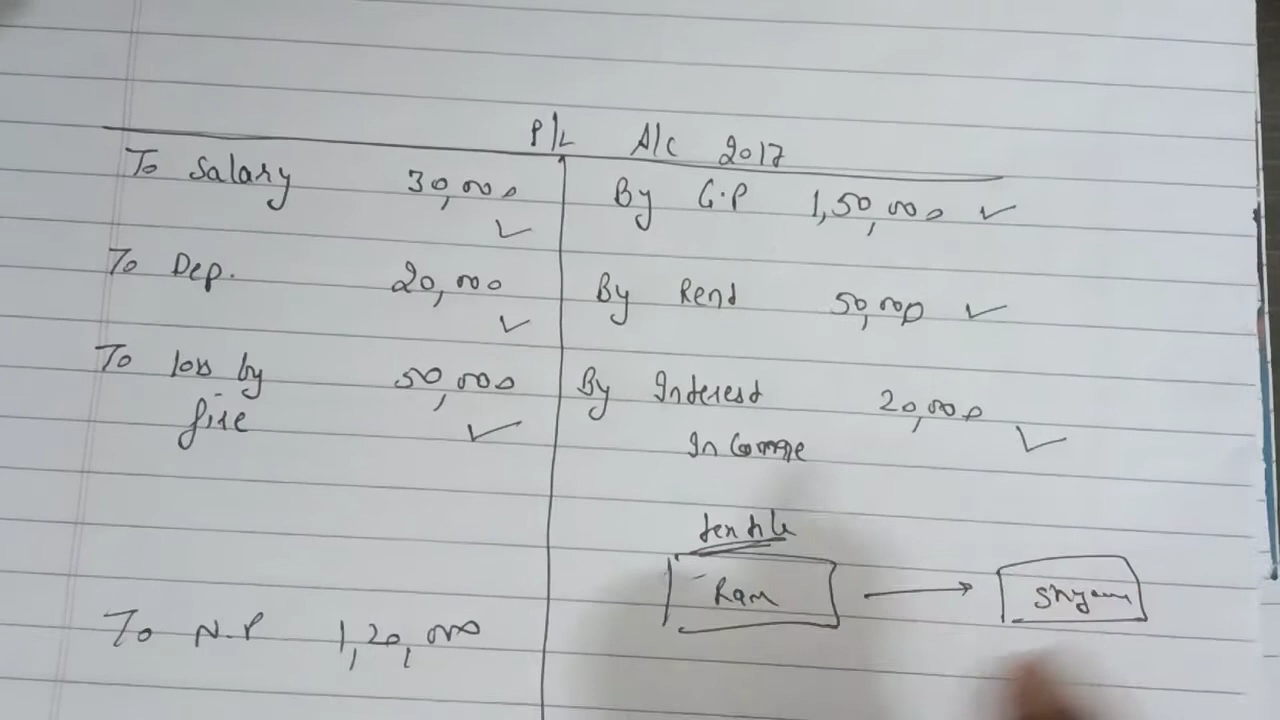 P/L A/c 2017
To Salary 30,000
By G.P 1,50,000
To Dep. 20,000
By Rent 50,000
To loss by 50,000
fire
By Interest 20,000
Income
textile
Ram
Shyam
To N.P 1,20,000